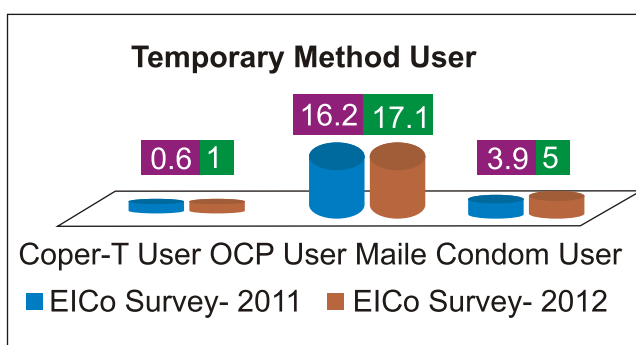 Temporary Method User
16.2 17.1
0.6 1
3.9 5
Coper-T User OCP User Maile Condom User
EICo Survey- 2011 EICo Survey- 2012